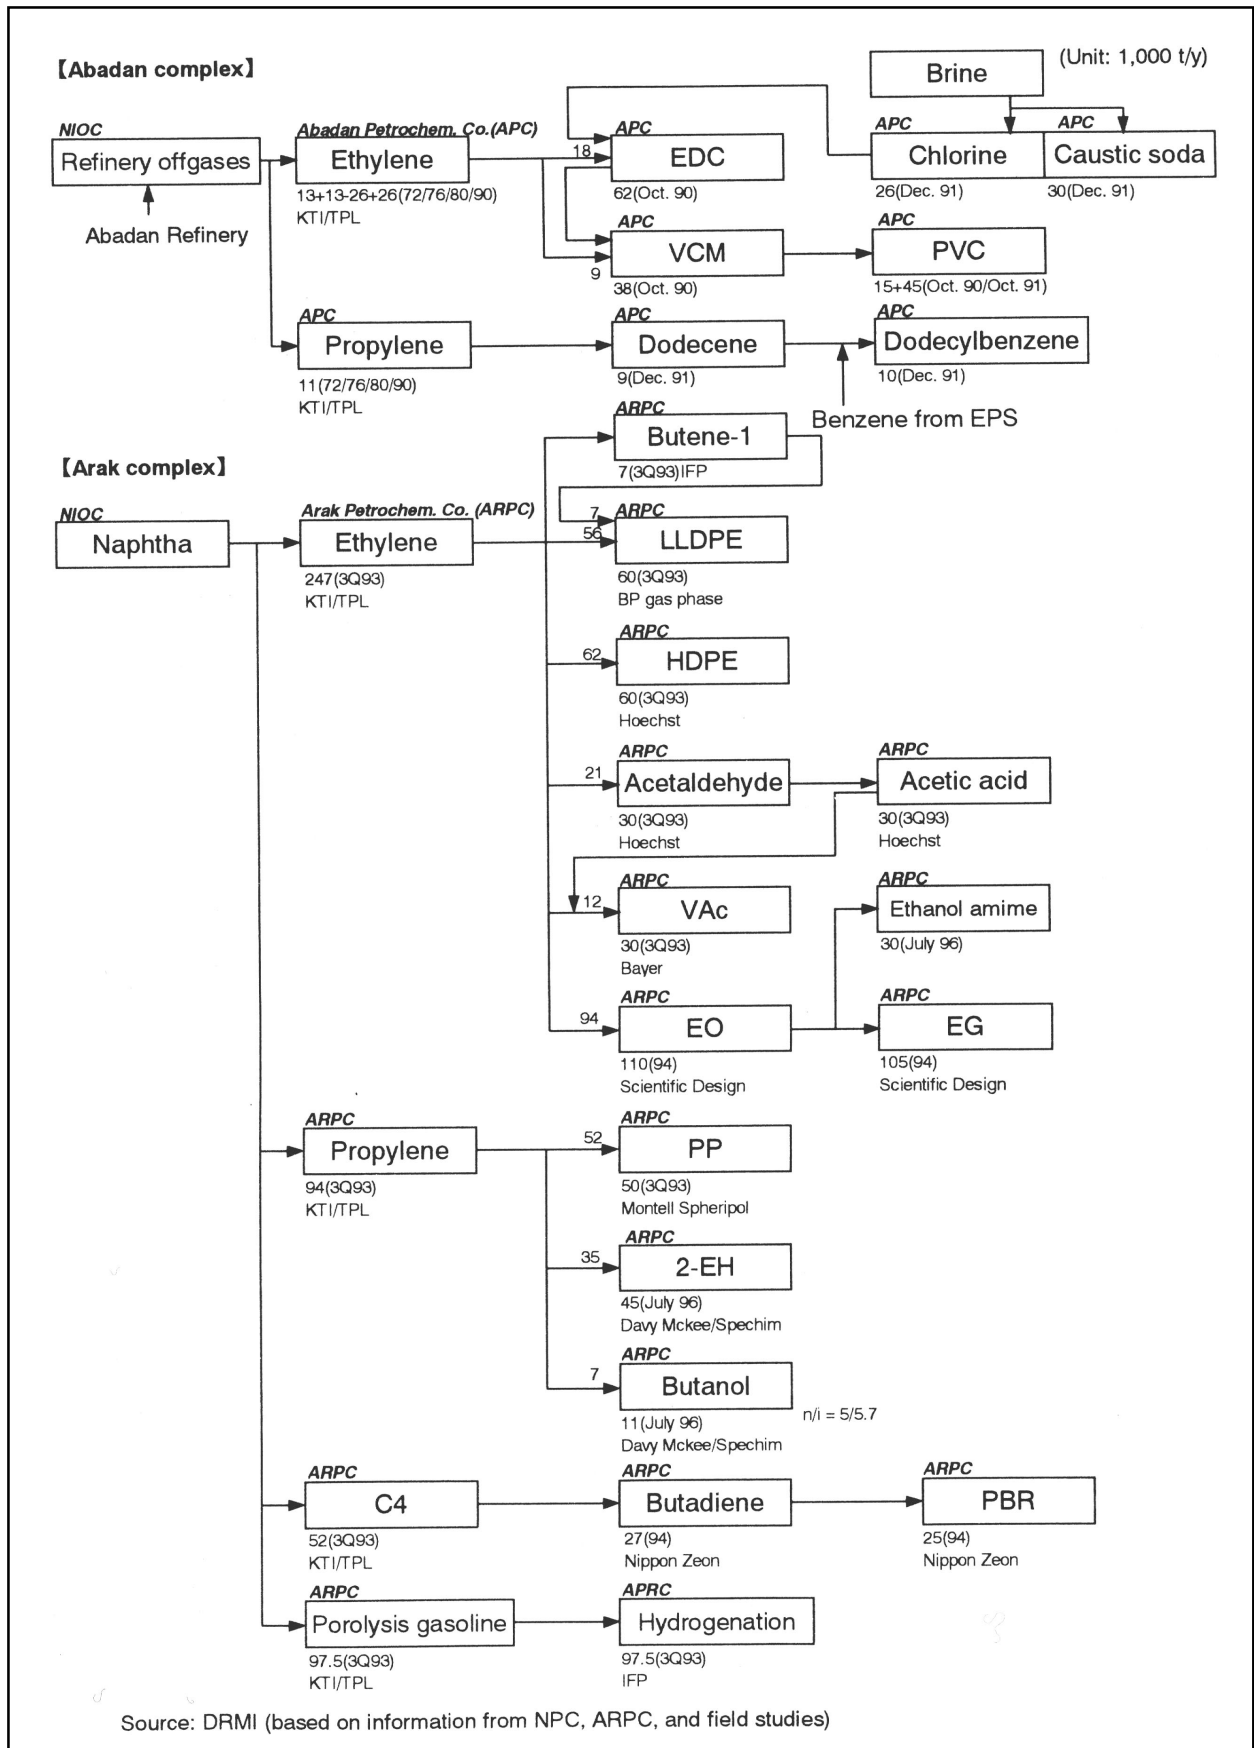 【Abadan complex】
(Unit: 1,000 t/y)
Brine
NIOC
Refinery offgases
Abadan Refinery
Abadan Petrochem. Co.(APC)
Ethylene
13+13-26+26(72/76/80/90)
KTI/TPL
18
APC
EDC
62(Oct. 90)
APC
Chlorine
26(Dec. 91)
APC
Caustic soda
30(Dec. 91)
9
APC
VCM
38(Oct. 90)
APC
PVC
15+45(Oct. 90/Oct. 91)
APC
Propylene
11(72/76/80/90)
KTI/TPL
APC
Dodecene
9(Dec. 91)
APC
Dodecylbenzene
10(Dec. 91)
Benzene from EPS
【Arak complex】
NIOC
Naphtha
Arak Petrochem. Co. (ARPC)
Ethylene
247(3Q93)
KTI/TPL
ARPC
Butene-1
7(3Q93)IFP
7
56
ARPC
LLDPE
60(3Q93)
BP gas phase
62
ARPC
HDPE
60(3Q93)
Hoechst
21
ARPC
Acetaldehyde
30(3Q93)
Hoechst
ARPC
Acetic acid
30(3Q93)
Hoechst
12
ARPC
VAc
30(3Q93)
Bayer
ARPC
Ethanol amime
30(July 96)
94
ARPC
EO
110(94)
Scientific Design
ARPC
EG
105(94)
Scientific Design
ARPC
Propylene
94(3Q93)
KTI/TPL
52
ARPC
PP
50(3Q93)
Montell Spheripol
35
ARPC
2-EH
45(July 96)
Davy Mckee/Spechim
7
ARPC
Butanol
11(July 96)
Davy Mckee/Spechim
n/i = 5/5.7
ARPC
C4
52(3Q93)
KTI/TPL
ARPC
Butadiene
27(94)
Nippon Zeon
ARPC
PBR
25(94)
Nippon Zeon
ARPC
Porolysis gasoline
97.5(3Q93)
KTI/TPL
APRC
Hydrogenation
97.5(3Q93)
IFP
Source: DRMI (based on information from NPC, ARPC, and field studies)